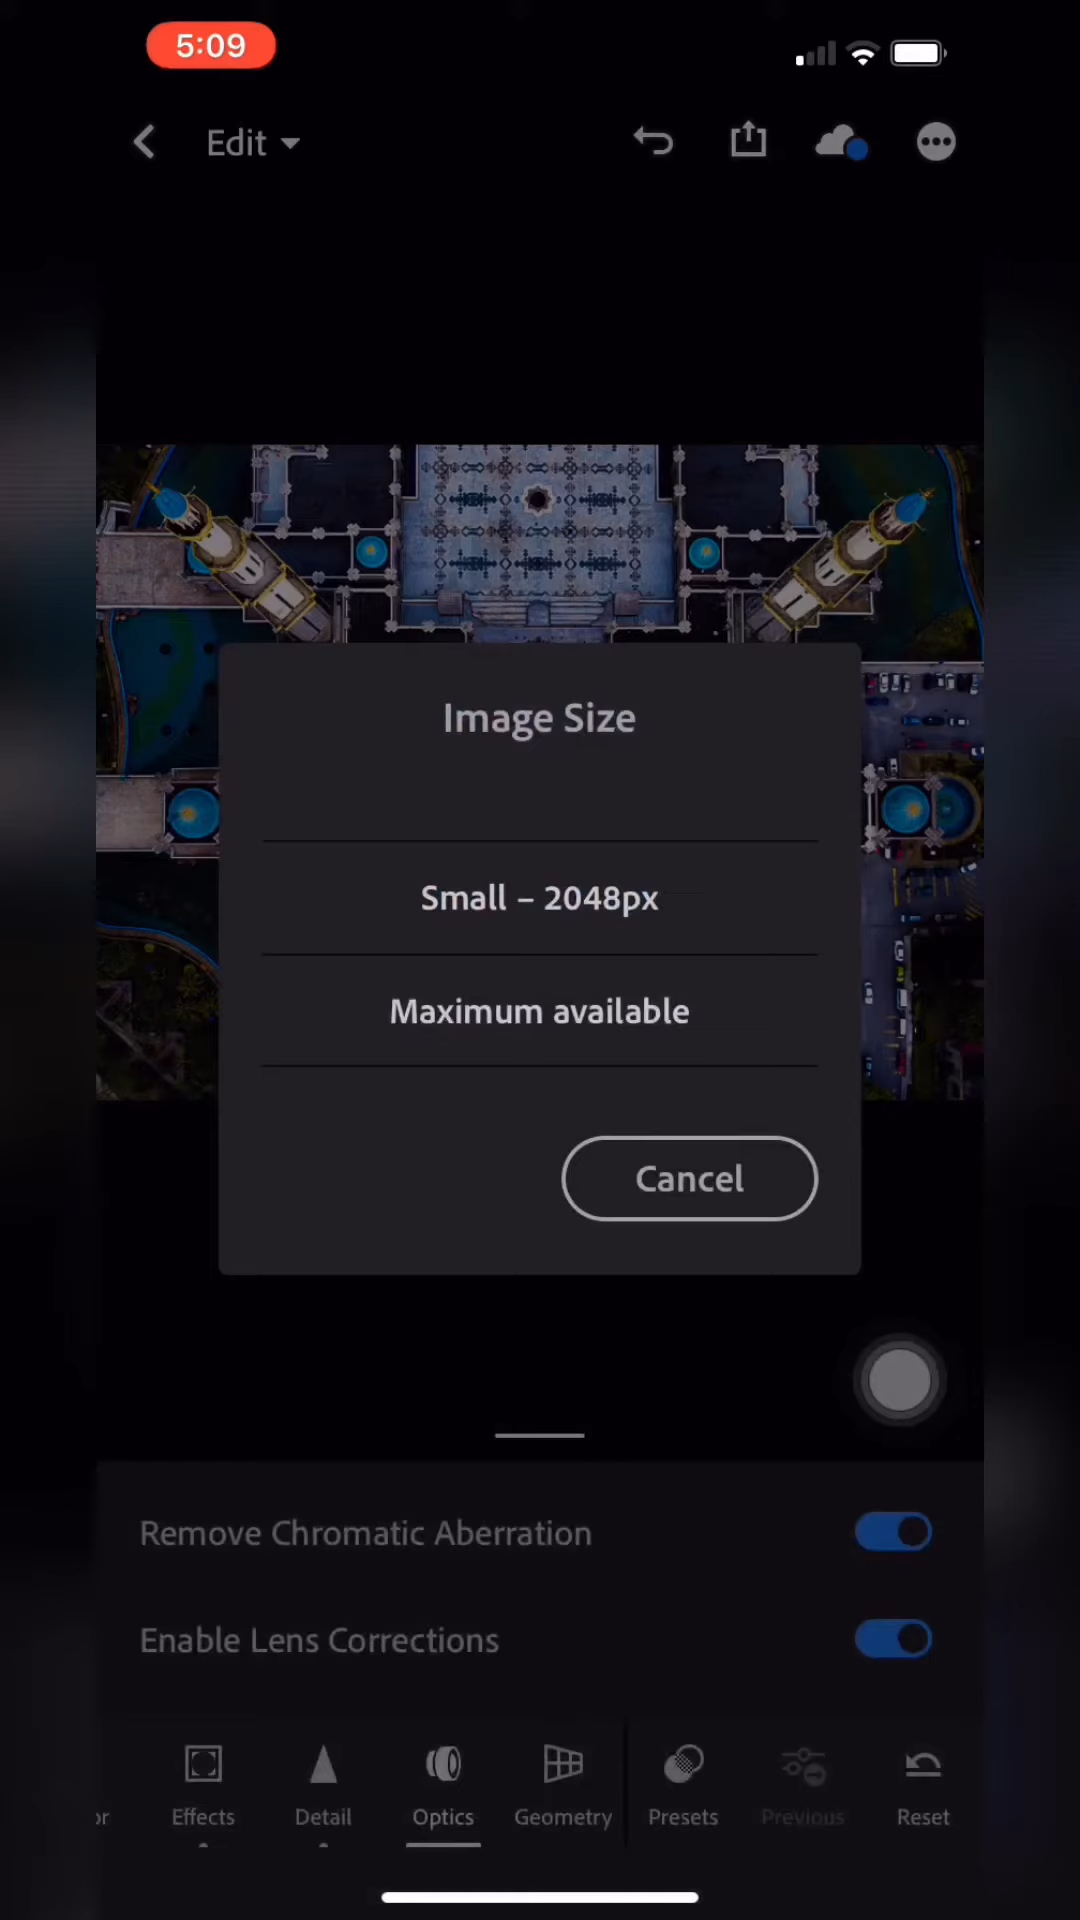 5:09
Edit
Image Size
Small – 2048px
Maximum available
Cancel
Remove Chromatic Aberration
Enable Lens Corrections
or Effects Detail Optics Geometry Presets Previous Reset